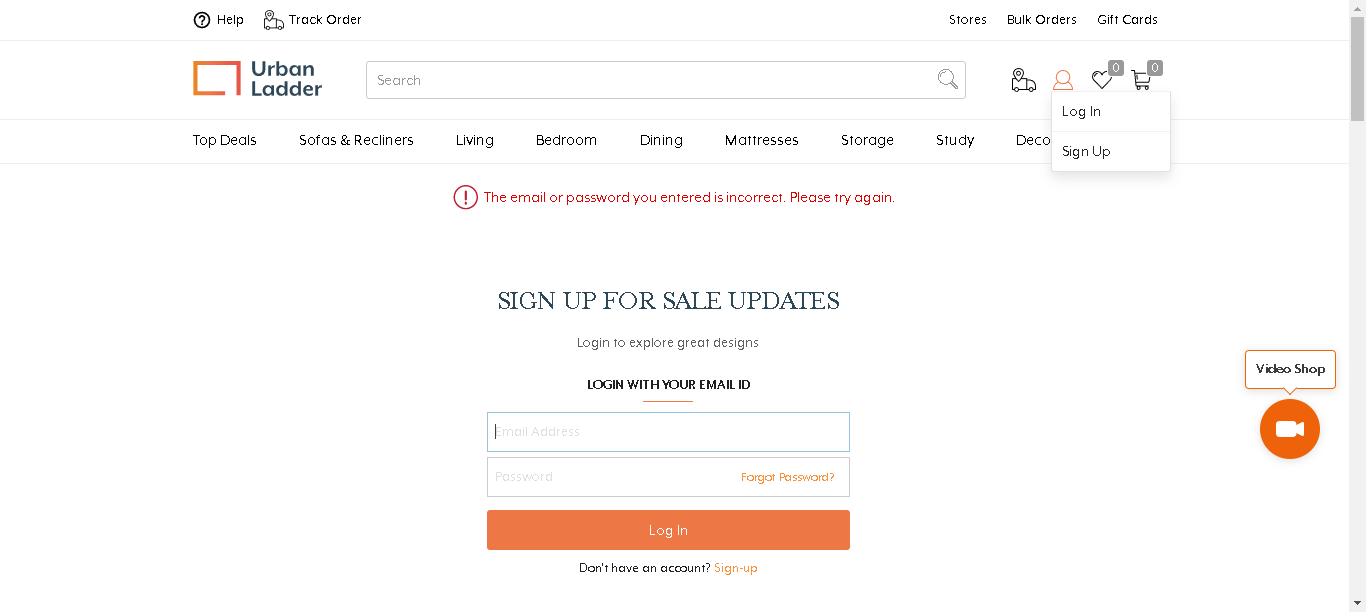 Help Track Order Stores Bulk Orders Gift Cards
Urban
Ladder
Search
0 0
Log In
Sign Up
Top Deals Sofas & Recliners Living Bedroom Dining Mattresses Storage Study
The email or password you entered is incorrect. Please try again.
SIGN UP FOR SALE UPDATES
Login to explore great designs
LOGIN WITH YOUR EMAIL ID
Email Address
Password Forgot Password?
Log In
Don't have an account? Sign-up
Video Shop